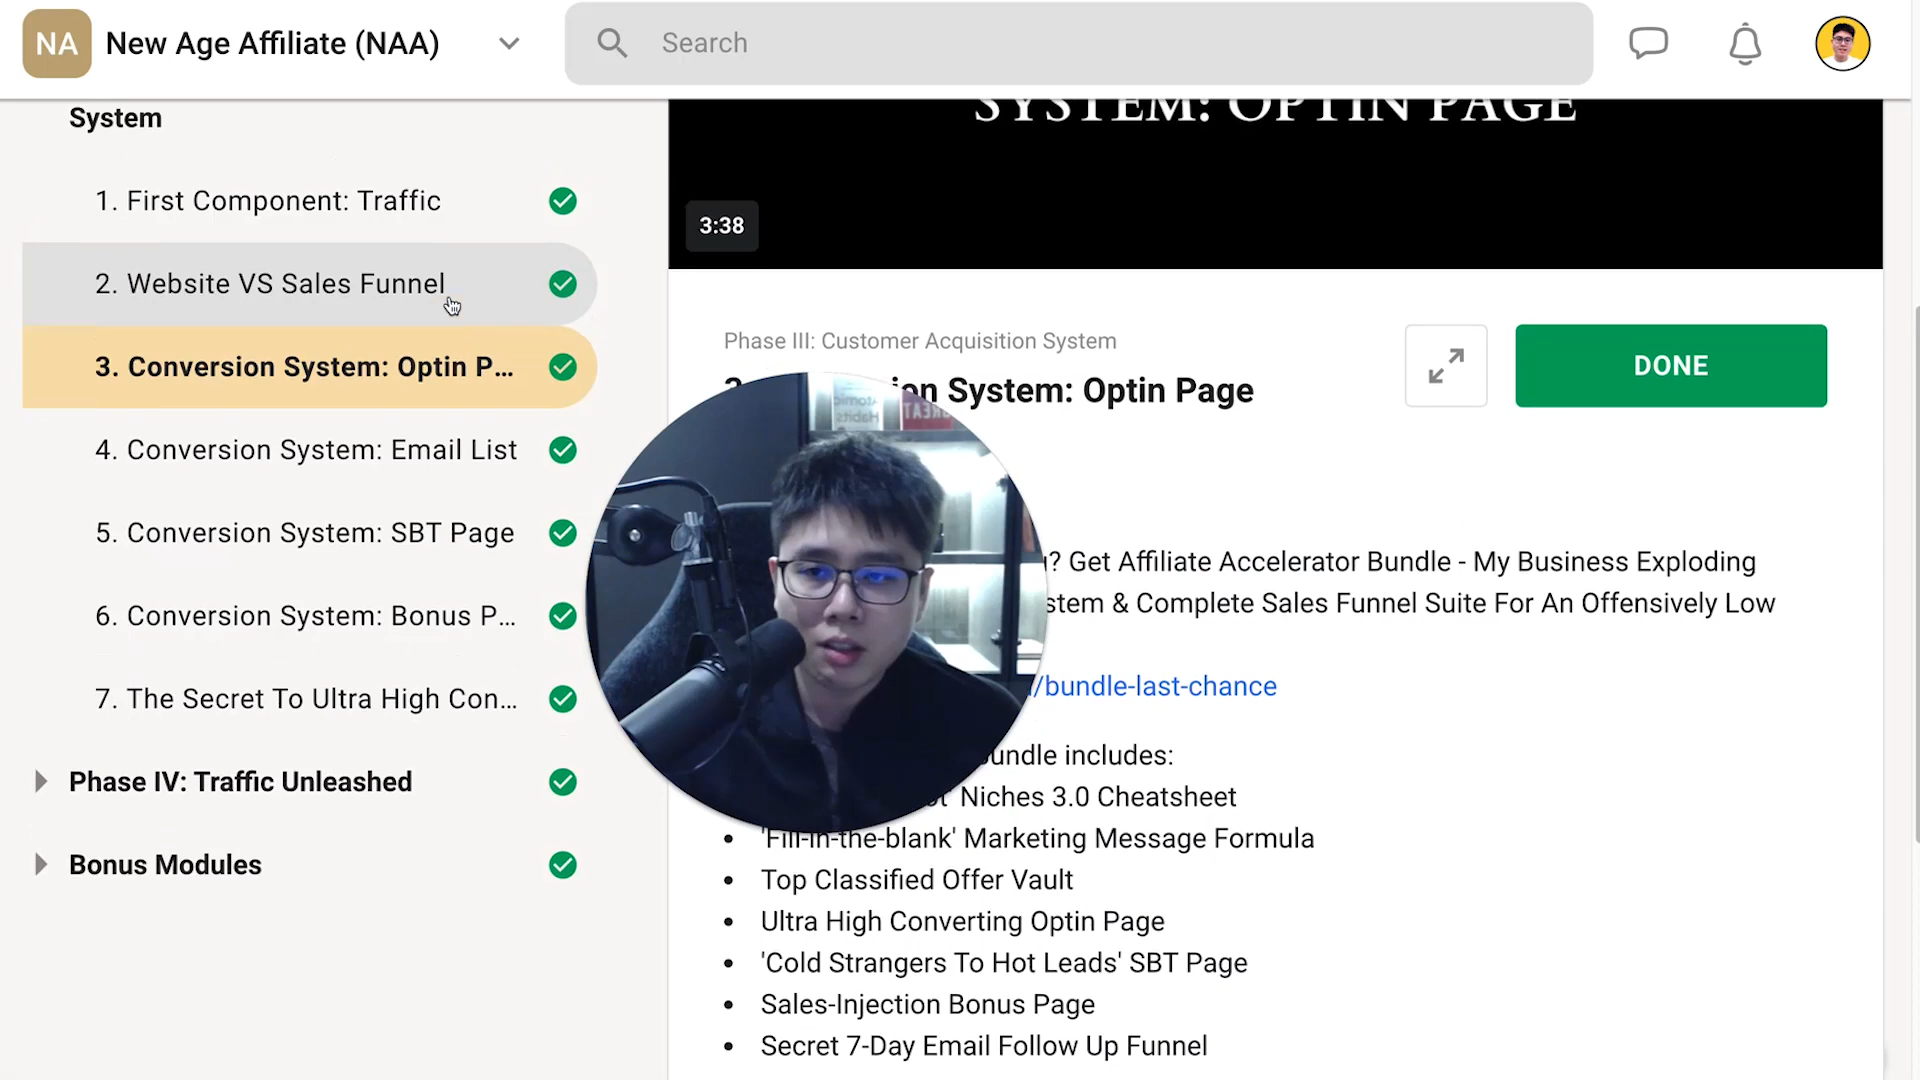 NA
New Age Affiliate (NAA)
Search
System
1. First Component: Traffic
2. Website VS Sales Funnel
3. Conversion System: Optin P...
4. Conversion System: Email List
5. Conversion System: SBT Page
6. Conversion System: Bonus P...
7. The Secret To Ultra High Con...
Phase IV: Traffic Unleashed
Bonus Modules
SYSTEM: OPTIN PAGE
3:38
Phase III: Customer Acquisition System
System: Optin Page
DONE
? Get Affiliate Accelerator Bundle - My Business Exploding
& Complete Sales Funnel Suite For An Offensively Low
/bundle-last-chance
includes:
Niches 3.0 Cheatsheet
• 'Fill-in-the-blank' Marketing Message Formula
• Top Classified Offer Vault
• Ultra High Converting Optin Page
• 'Cold Strangers To Hot Leads' SBT Page
• Sales-Injection Bonus Page
• Secret 7-Day Email Follow Up Funnel